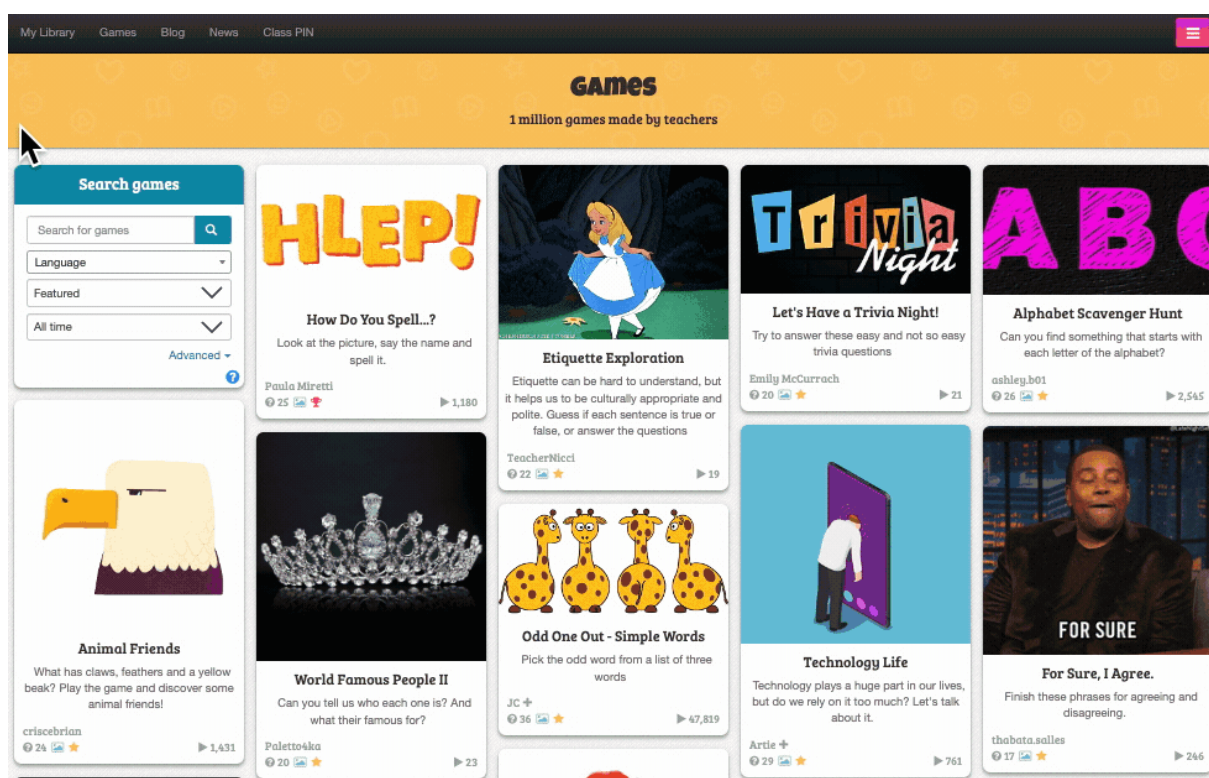 My Library
Games
Blog
News
Class PIN
Games
1 million games made by teachers
Search games
Search for games
Language
Featured
All time
Advanced
?
Animal Friends
What has claws, feathers and a yellow
beak? Play the game and discover some
animal friends!
criscebrian
24
1,431
HLEP!
How Do You Spell...?
Look at the picture, say the name and
spell it.
Paula Miretti
25
1,180
World Famous People II
Can you tell us who each one is? And
what their famous for?
Paletto4ka
20
23
Etiquette Exploration
Etiquette can be hard to understand, but
it helps us to be culturally appropriate and
polite. Guess if each sentence is true or
false, or answer the questions
TeacherNicci
22
19
Odd One Out - Simple Words
Pick the odd word from a list of three
words
JC
36
47,819
Trivia
Night
Let's Have a Trivia Night!
Try to answer these easy and not so easy
trivia questions
Emily McCurrach
20
21
Technology Life
Technology plays a huge part in our lives,
but do we rely on it too much? Let's talk
about it.
Artie
29
761
ABC
Alphabet Scavenger Hunt
Can you find something that starts with
each letter of the alphabet?
ashley.b01
26
2,545
FOR SURE
For Sure, I Agree.
Finish these phrases for agreeing and
disagreeing.
thabata.salles
17
246